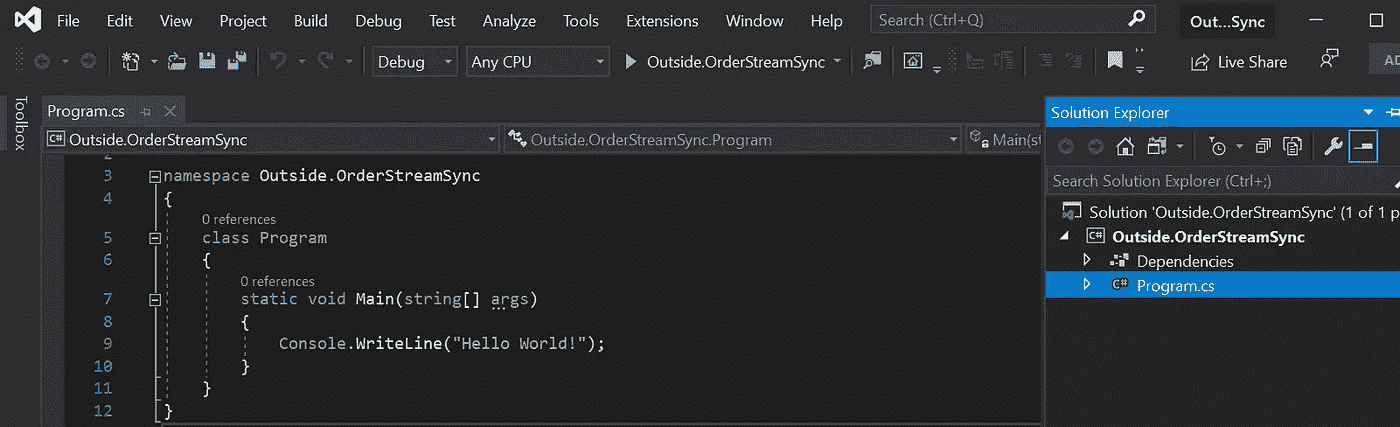 File Edit View Project Build Debug Test Analyze Tools Extensions Window Help Search (Ctrl+Q) Out...Sync
Debug Any CPU Outside.OrderStreamSync Live Share AD
Toolbox
Program.cs
C# Outside.OrderStreamSync Outside.OrderStreamSync.Program Main(st
2
3 namespace Outside.OrderStreamSync
4 {
0 references
5 class Program
6 {
0 references
7 static void Main(string[] args)
8 {
9 Console.WriteLine("Hello World!");
10 }
11 }
12 }
Solution Explorer
Search Solution Explorer (Ctrl+;)
Solution 'Outside.OrderStreamSync' (1 of 1 p
C# Outside.OrderStreamSync
Dependencies
C# Program.cs